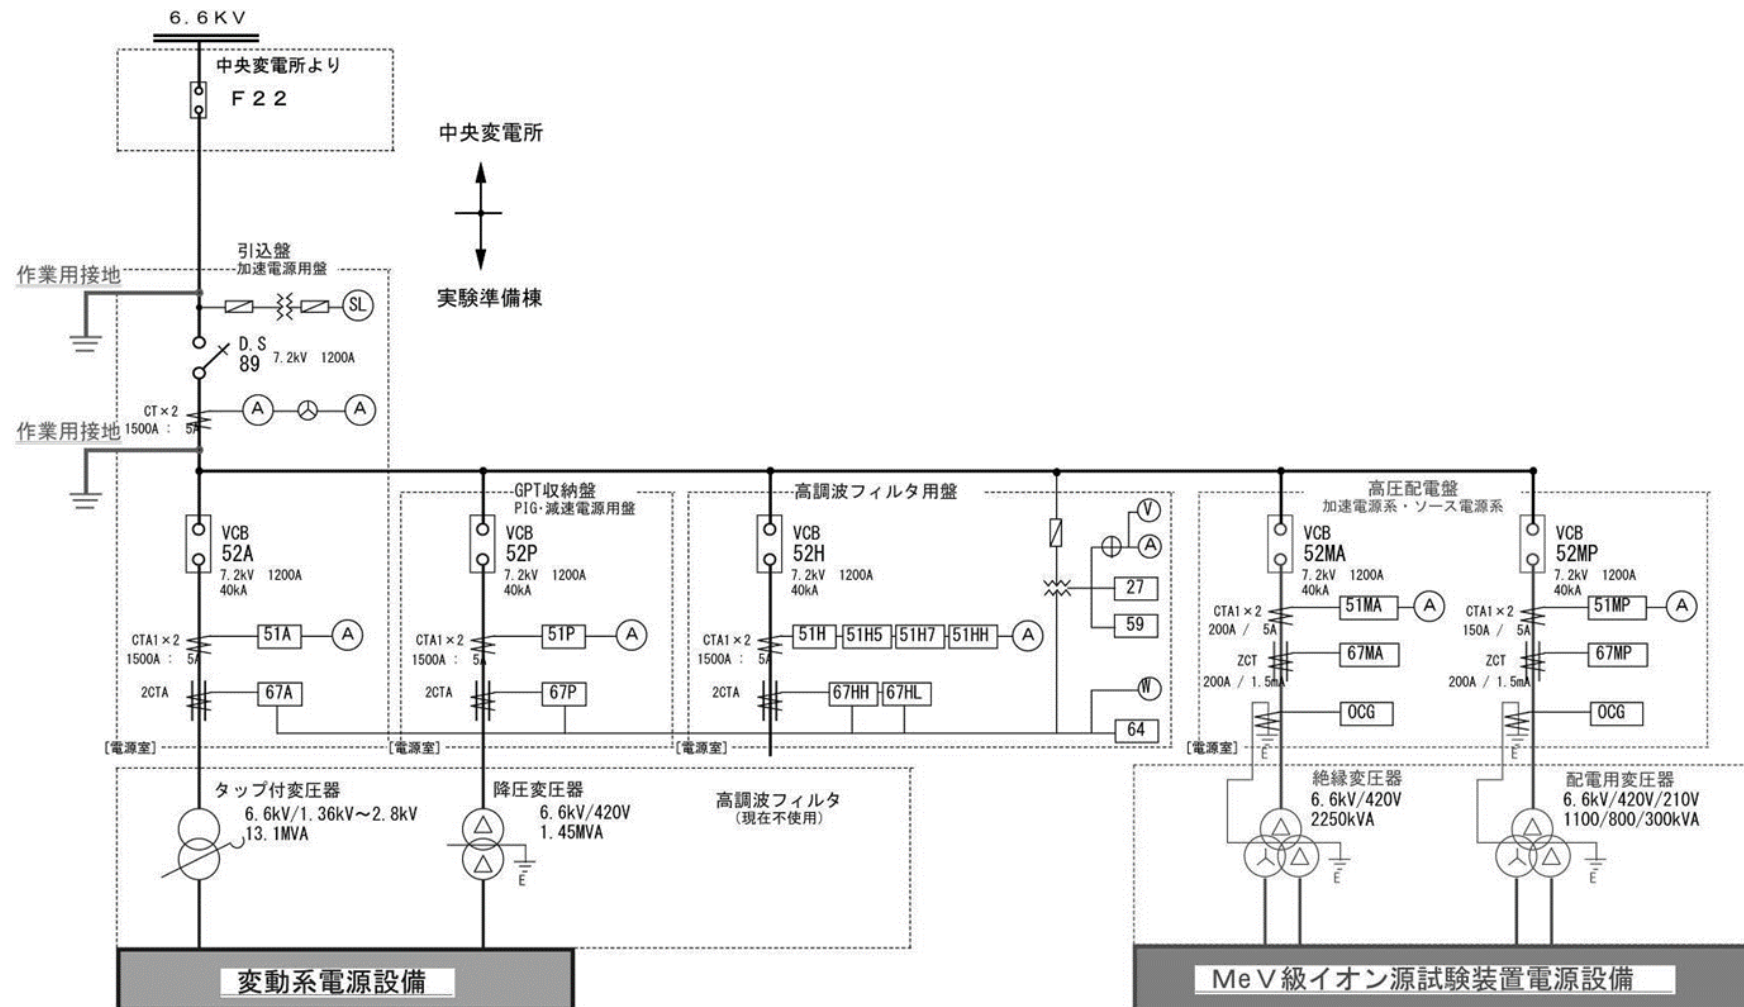 6.6KV
中央変電所より
F22
中央変電所
実験準備棟
引込盤
加速電源用盤
作業用接地
SL
D.S
89
7.2kV 1200A
CT×2
1500A : 5A
A
A
作業用接地
GPT収納盤
PIG・減速電源用盤
高調波フィルタ用盤
高圧配電盤
加速電源系・ソース電源系
VCB
52A
7.2kV 1200A
40kA
CTA1×2
1500A : 5A
51A
A
2CTA
67A
[電源室]
VCB
52P
7.2kV 1200A
40kA
CTA1×2
1500A : 5A
51P
A
2CTA
67P
[電源室]
VCB
52H
7.2kV 1200A
40kA
CTA1×2
1500A : 5A
51H
51H5
51H7
51HH
A
2CTA
67HH
67HL
[電源室]
V
A
27
59
W
64
VCB
52MA
7.2kV 1200A
40kA
CTA1×2
200A / 5A
51MA
A
ZCT
200A / 1.5mA
67MA
OCG
E
[電源室]
VCB
52MP
7.2kV 1200A
40kA
CTA1×2
150A / 5A
51MP
A
ZCT
200A / 1.5mA
67MP
OCG
E
タップ付変圧器
6.6kV/1.36kV～2.8kV
13.1MVA
降圧変圧器
6.6kV/420V
1.45MVA
E
高調波フィルタ
(現在不使用)
絶縁変圧器
6.6kV/420V
2250kVA
E
配電用変圧器
6.6kV/420V/210V
1100/800/300kVA
E
変動系電源設備
MeV級イオン源試験装置電源設備